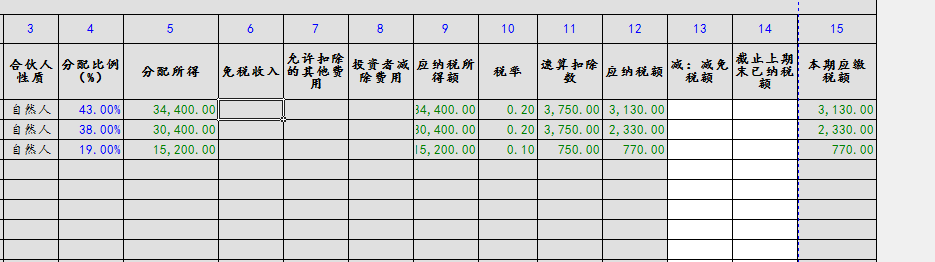 3 4 5 6 7 8 9 10 11 12 13 14 15
合伙人性质 分配比例(%) 分配所得 免税收入 允许扣除的其他费用 投资者减除费用 应纳税所得额 税率 速算扣除数 应纳税额 减：减免税额 截止上期末已纳税额 本期应缴税额
自然人 43.00% 34,400.00 34,400.00 0.20 3,750.00 3,130.00 3,130.00
自然人 38.00% 30,400.00 30,400.00 0.20 3,750.00 2,330.00 2,330.00
自然人 19.00% 15,200.00 15,200.00 0.10 750.00 770.00 770.00